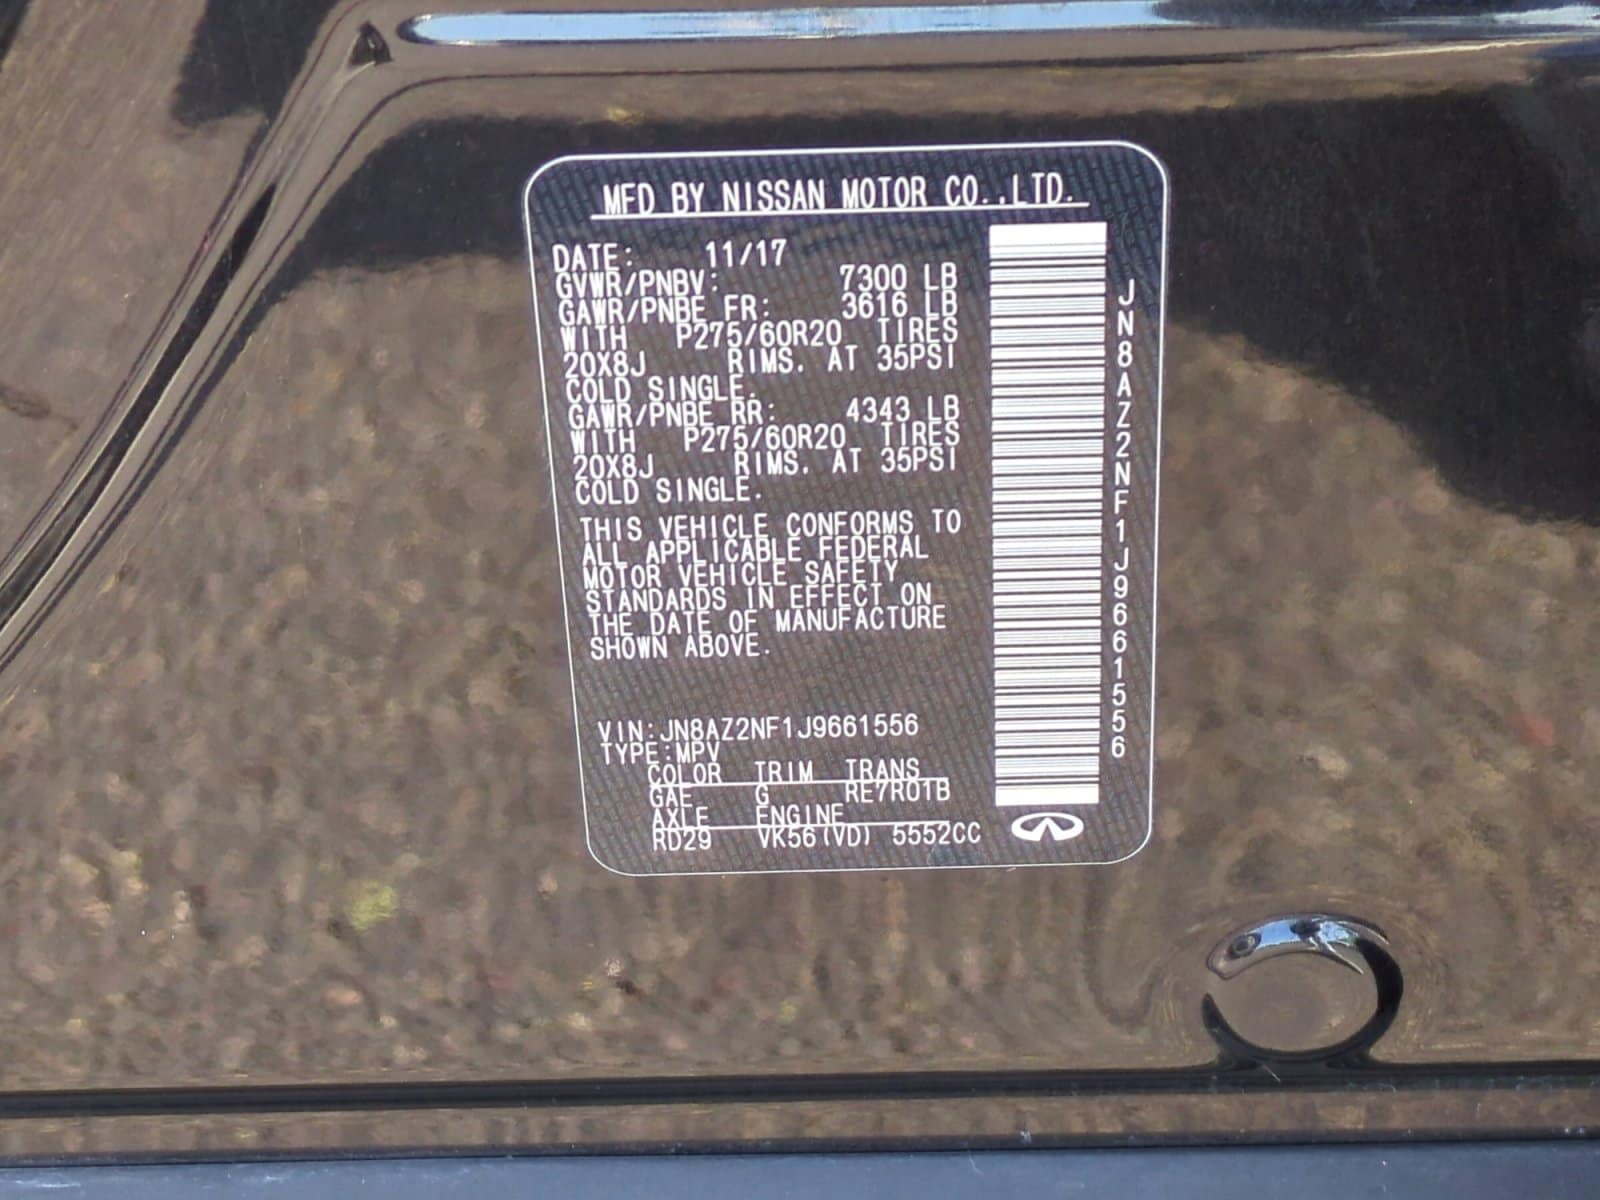 MFD BY NISSAN MOTOR CO.,LTD.
DATE: 11/17
GVWR/PNBV: 7300 LB
GAWR/PNBE FR: 3616 LB
WITH P275/60R20 TIRES
20X8J RIMS. AT 35PSI
COLD SINGLE.
GAWR/PNBE RR: 4343 LB
WITH P275/60R20 TIRES
20X8J RIMS. AT 35PSI
COLD SINGLE.
THIS VEHICLE CONFORMS TO
ALL APPLICABLE FEDERAL
MOTOR VEHICLE SAFETY
STANDARDS IN EFFECT ON
THE DATE OF MANUFACTURE
SHOWN ABOVE.
VIN:JN8AZ2NF1J9661556
TYPE:MPV
COLOR TRIM TRANS
GAE G RE7R01B
AXLE ENGINE
RD29 VK56(VD) 5552CC
JN8AZ2NF1J9661556